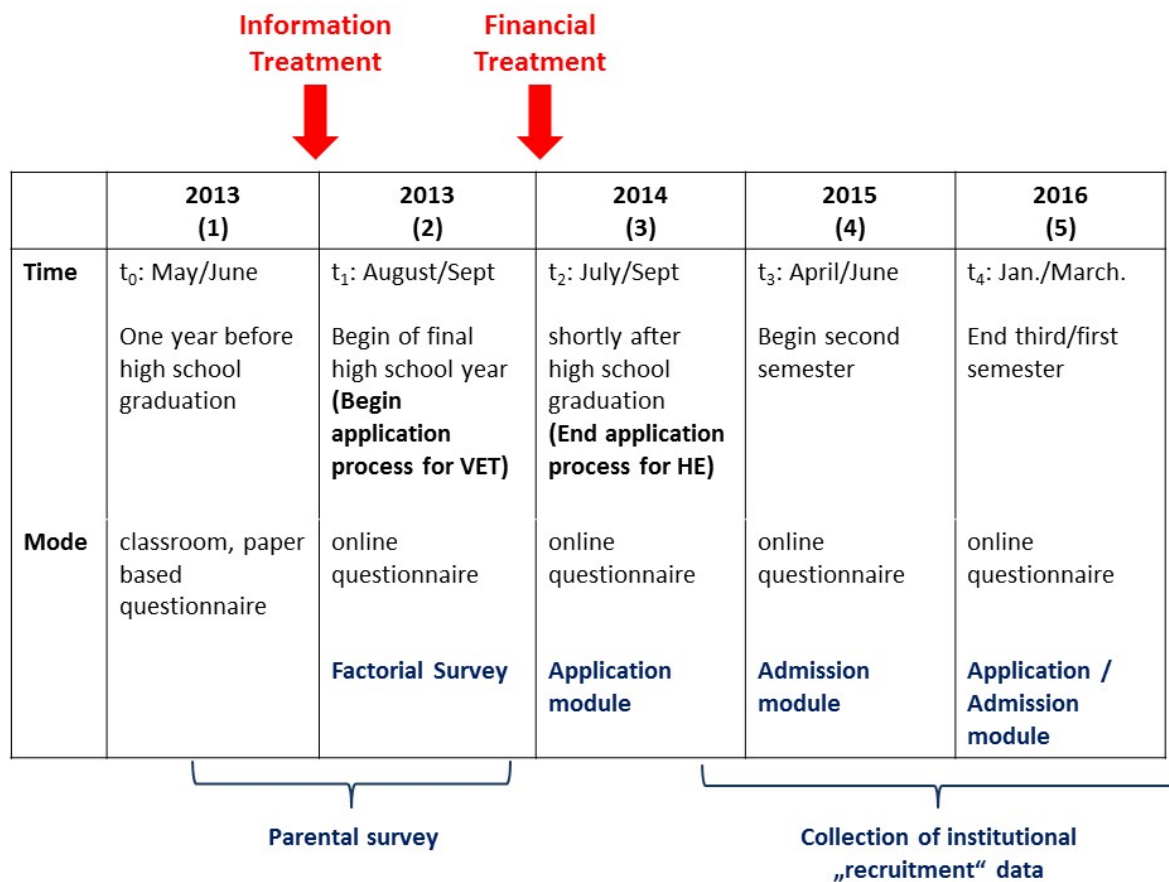 Information
Treatment
Financial
Treatment
2013
(1)
2013
(2)
2014
(3)
2015
(4)
2016
(5)
Time
t₀: May/June
One year before
high school
graduation
t₁: August/Sept
Begin of final
high school year
(Begin
application
process for VET)
t₂: July/Sept
shortly after
high school
graduation
(End application
process for HE)
t₃: April/June
Begin second
semester
t₄: Jan./March.
End third/first
semester
Mode
classroom, paper
based
questionnaire
online
questionnaire
Factorial Survey
online
questionnaire
Application
module
online
questionnaire
Admission
module
online
questionnaire
Application /
Admission
module
Parental survey
Collection of institutional
„recruitment“ data